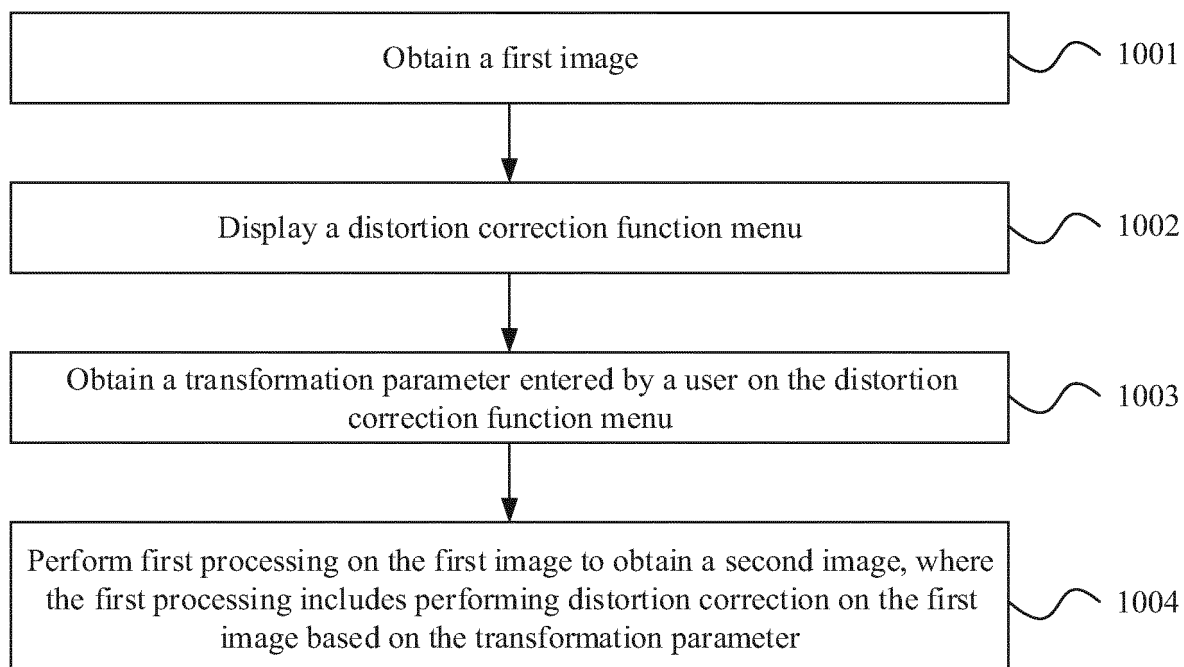 Obtain a first image
1001
Display a distortion correction function menu
1002
Obtain a transformation parameter entered by a user on the distortion
correction function menu
1003
Perform first processing on the first image to obtain a second image, where
the first processing includes performing distortion correction on the first
image based on the transformation parameter
1004